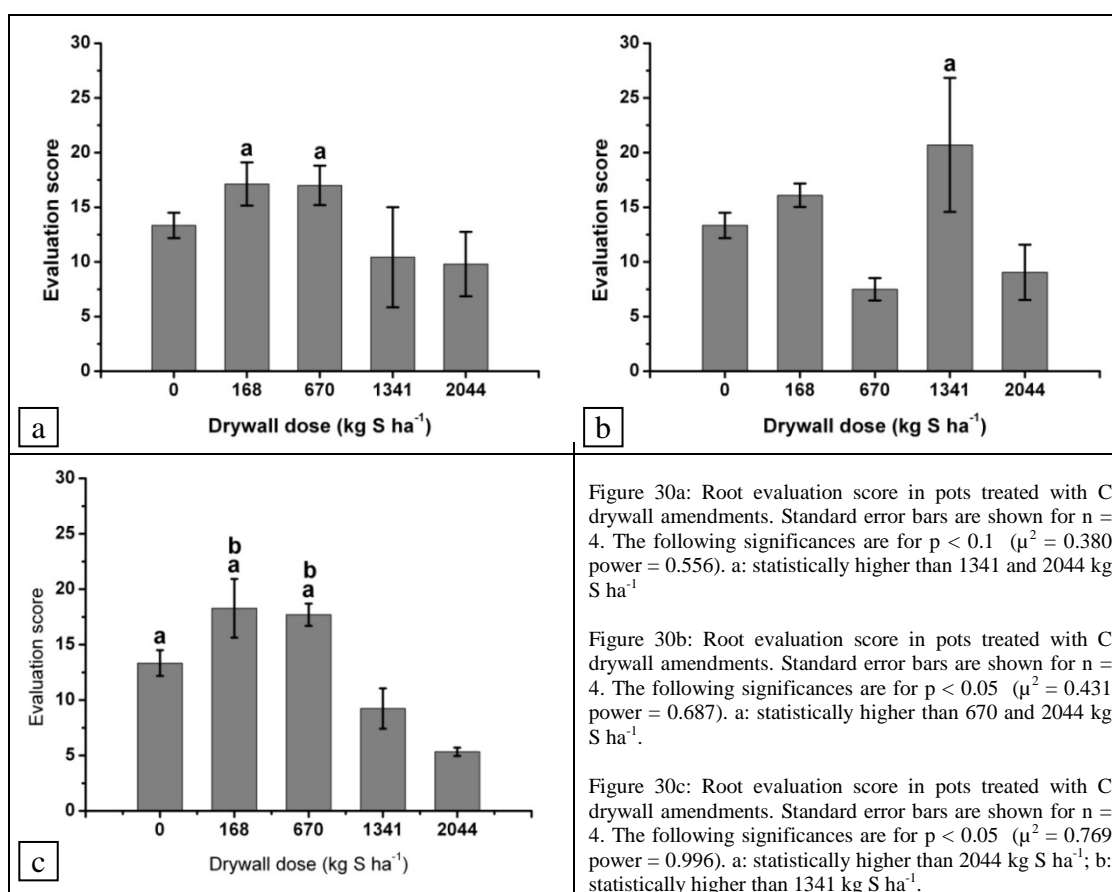 30
25
20
15
10
5
0
Evaluation score
a
a
0 168 670 1341 2044
Drywall dose (kg S ha⁻¹)
a
30
25
20
15
10
5
0
Evaluation score
a
0 168 670 1341 2044
Drywall dose (kg S ha⁻¹)
b
30
25
20
15
10
5
0
Evaluation score
b b
a a a
0 168 670 1341 2044
Drywall dose (kg S ha⁻¹)
c
Figure 30a: Root evaluation score in pots treated with C
drywall amendments. Standard error bars are shown for n =
4. The following significances are for p < 0.1 (µ² = 0.380
power = 0.556). a: statistically higher than 1341 and 2044 kg
S ha⁻¹
Figure 30b: Root evaluation score in pots treated with C
drywall amendments. Standard error bars are shown for n =
4. The following significances are for p < 0.05 (µ² = 0.431
power = 0.687). a: statistically higher than 670 and 2044 kg
S ha⁻¹.
Figure 30c: Root evaluation score in pots treated with C
drywall amendments. Standard error bars are shown for n =
4. The following significances are for p < 0.05 (µ² = 0.769
power = 0.996). a: statistically higher than 2044 kg S ha⁻¹; b:
statistically higher than 1341 kg S ha⁻¹.